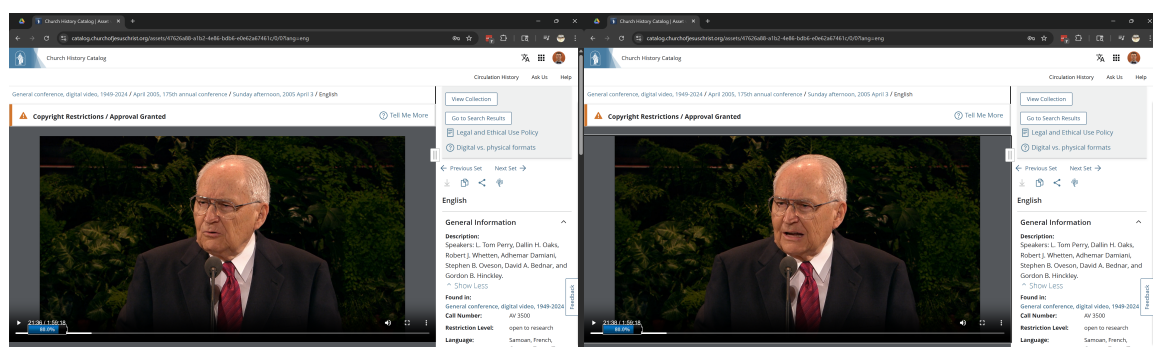 Church History Catalog | Asset
catalog.churchofjesuschrist.org/assets/47626a88-a1b2-4e86-bdb6-e0e62a67461c/0/0?lang=eng
Church History Catalog
Circulation History Ask Us Help
General conference, digital video, 1949-2024 / April 2005, 175th annual conference / Sunday afternoon, 2005 April 3 / English
Copyright Restrictions / Approval Granted
Tell Me More
21:36 / 1:59:18
88.0%
View Collection
Go to Search Results
Legal and Ethical Use Policy
Digital vs. physical formats
Previous Set Next Set
English
General Information
Description:
Speakers: L. Tom Perry, Dallin H. Oaks,
Robert J. Whetten, Adhemar Damiani,
Stephen B. Oveson, David A. Bednar, and
Gordon B. Hinckley.
Show Less
Found in:
General conference, digital video, 1949-2024
Call Number: AV 3500
Restriction Level: open to research
Language: Samoan, French,
Feedback
Church History Catalog | Asset
catalog.churchofjesuschrist.org/assets/47626a88-a1b2-4e86-bdb6-e0e62a67461c/0/0?lang=eng
Church History Catalog
Circulation History Ask Us Help
General conference, digital video, 1949-2024 / April 2005, 175th annual conference / Sunday afternoon, 2005 April 3 / English
Copyright Restrictions / Approval Granted
Tell Me More
21:38 / 1:59:18
88.0%
View Collection
Go to Search Results
Legal and Ethical Use Policy
Digital vs. physical formats
Previous Set Next Set
English
General Information
Description:
Speakers: L. Tom Perry, Dallin H. Oaks,
Robert J. Whetten, Adhemar Damiani,
Stephen B. Oveson, David A. Bednar, and
Gordon B. Hinckley.
Show Less
Found in:
General conference, digital video, 1949-2024
Call Number: AV 3500
Restriction Level: open to research
Language: Samoan, French,
Feedback